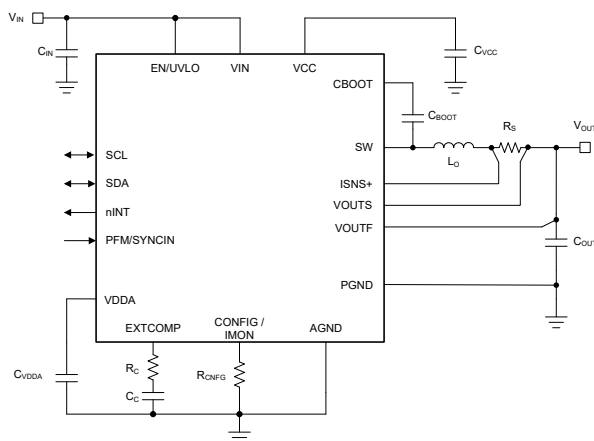 VIN
CIN
EN/UVLO VIN VCC
CVCC
CBOOT
CBOOT
RS
VOUT
SW
LO
SCL
ISNS+
SDA
VOUTS
nINT
VOUTF
PFM/SYNCIN
COUT
PGND
VDDA
EXTCOMP CONFIG / IMON AGND
CVDDA
RC
RCNFG
CC